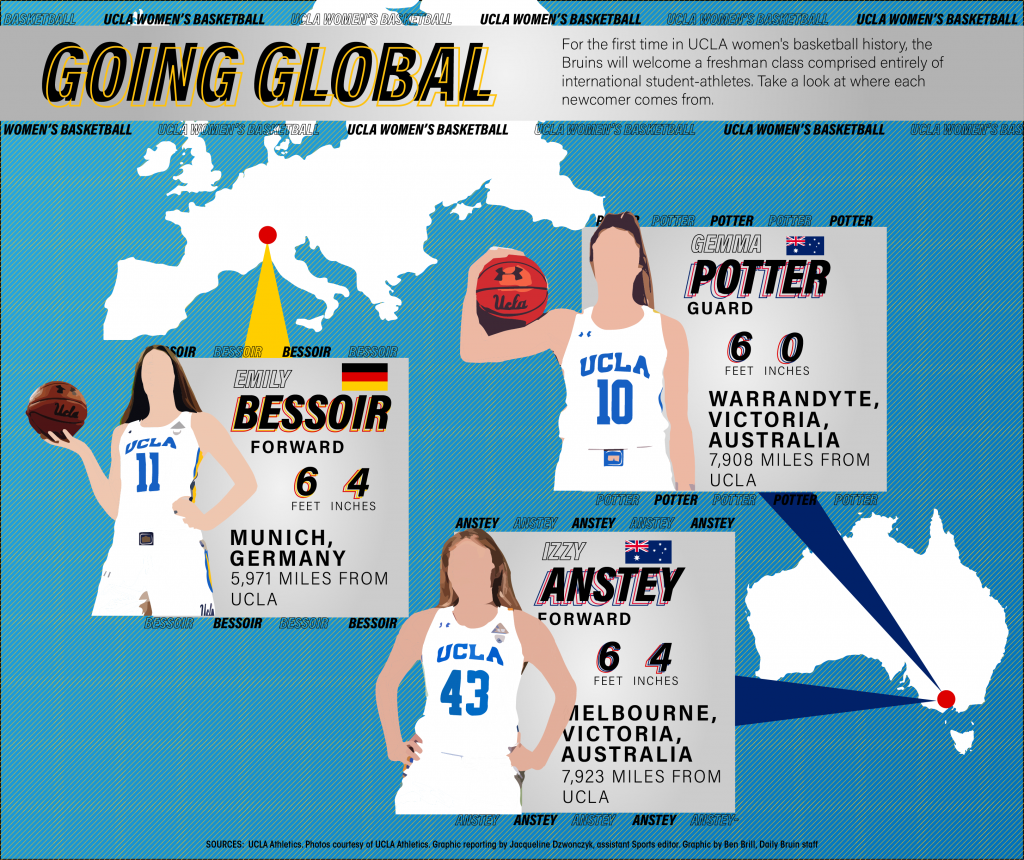 BASKETBALL UCLA WOMEN'S BASKETBALL UCLA WOMEN'S BASKETBALL UCLA WOMEN'S BASKETBALL UCLA WOMEN'S BASKETBALL UCLA WOMEN'S BASKETBALL
GOING GLOBAL
For the first time in UCLA women's basketball history, the
Bruins will welcome a freshman class comprised entirely of
international student-athletes. Take a look at where each
newcomer comes from.
WOMEN'S BASKETBALL UCLA WOMEN'S BASKETBALL UCLA WOMEN'S BASKETBALL UCLA WOMEN'S BASKETBALL UCLA WOMEN'S BASKETBALL UCLA WOMEN'S BAS
POTTER POTTER POTTER POTTER
GEMMA
POTTER
GUARD
6 0
FEET INCHES
WARRANDYTE,
VICTORIA,
AUSTRALIA
7,908 MILES FROM
UCLA
Ucla
UCLA
10
POTTER POTTER POTTER POTTER POTTER
SOIR BESSOIR BESSOIR BESSOIR
EMILY
BESSOIR
FORWARD
6 4
FEET INCHES
MUNICH,
GERMANY
5,971 MILES FROM
UCLA
Ucla
UCLA
11
Ucla
BESSOIR BESSOIR BESSOIR BESSOIR
ANSTEY ANSTEY ANSTEY ANSTEY ANSTEY
IZZY
ANSTEY
FORWARD
6 4
FEET INCHES
MELBOURNE,
VICTORIA,
AUSTRALIA
7,923 MILES FROM
UCLA
UCLA
43
ANSTEY ANSTEY ANSTEY ANSTEY ANSTEY
SOURCES: UCLA Athletics. Photos courtesy of UCLA Athletics. Graphic reporting by Jacqueline Dzwonczyk, assistant Sports editor. Graphic by Ben Brill, Daily Bruin staff